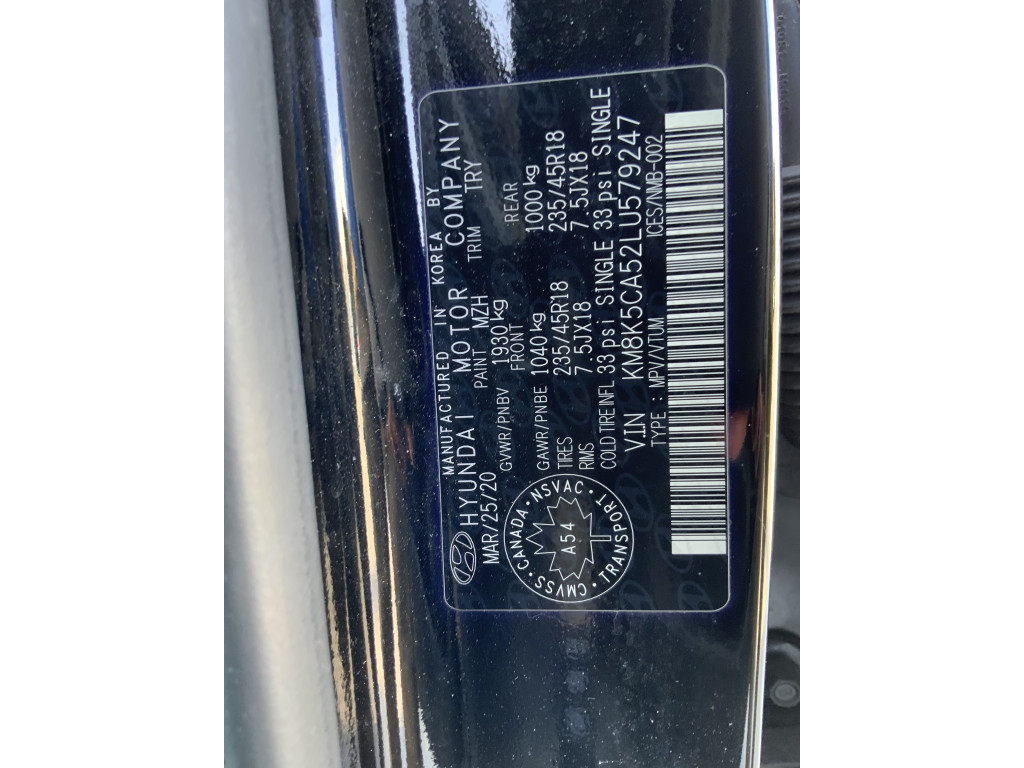 MANUFACTURED IN KOREA BY
HYUNDAI MOTOR COMPANY
MAR/25/20 PAINT MZH TRIM TRY
GVWR/PNBV 1930 kg
FRONT REAR
GAWR/PNBE 1040 kg 1000 kg
TIRES 235/45R18 235/45R18
RIMS 7.5JX18 7.5JX18
COLD TIRE INFL 33 psi SINGLE 33 psi SINGLE
VIN KM8K5CA52LU579247
TYPE : MPV/VTUM ICES/NMB-002
CMVSS · CANADA · NSVAC · TRANSPORT ·
A54